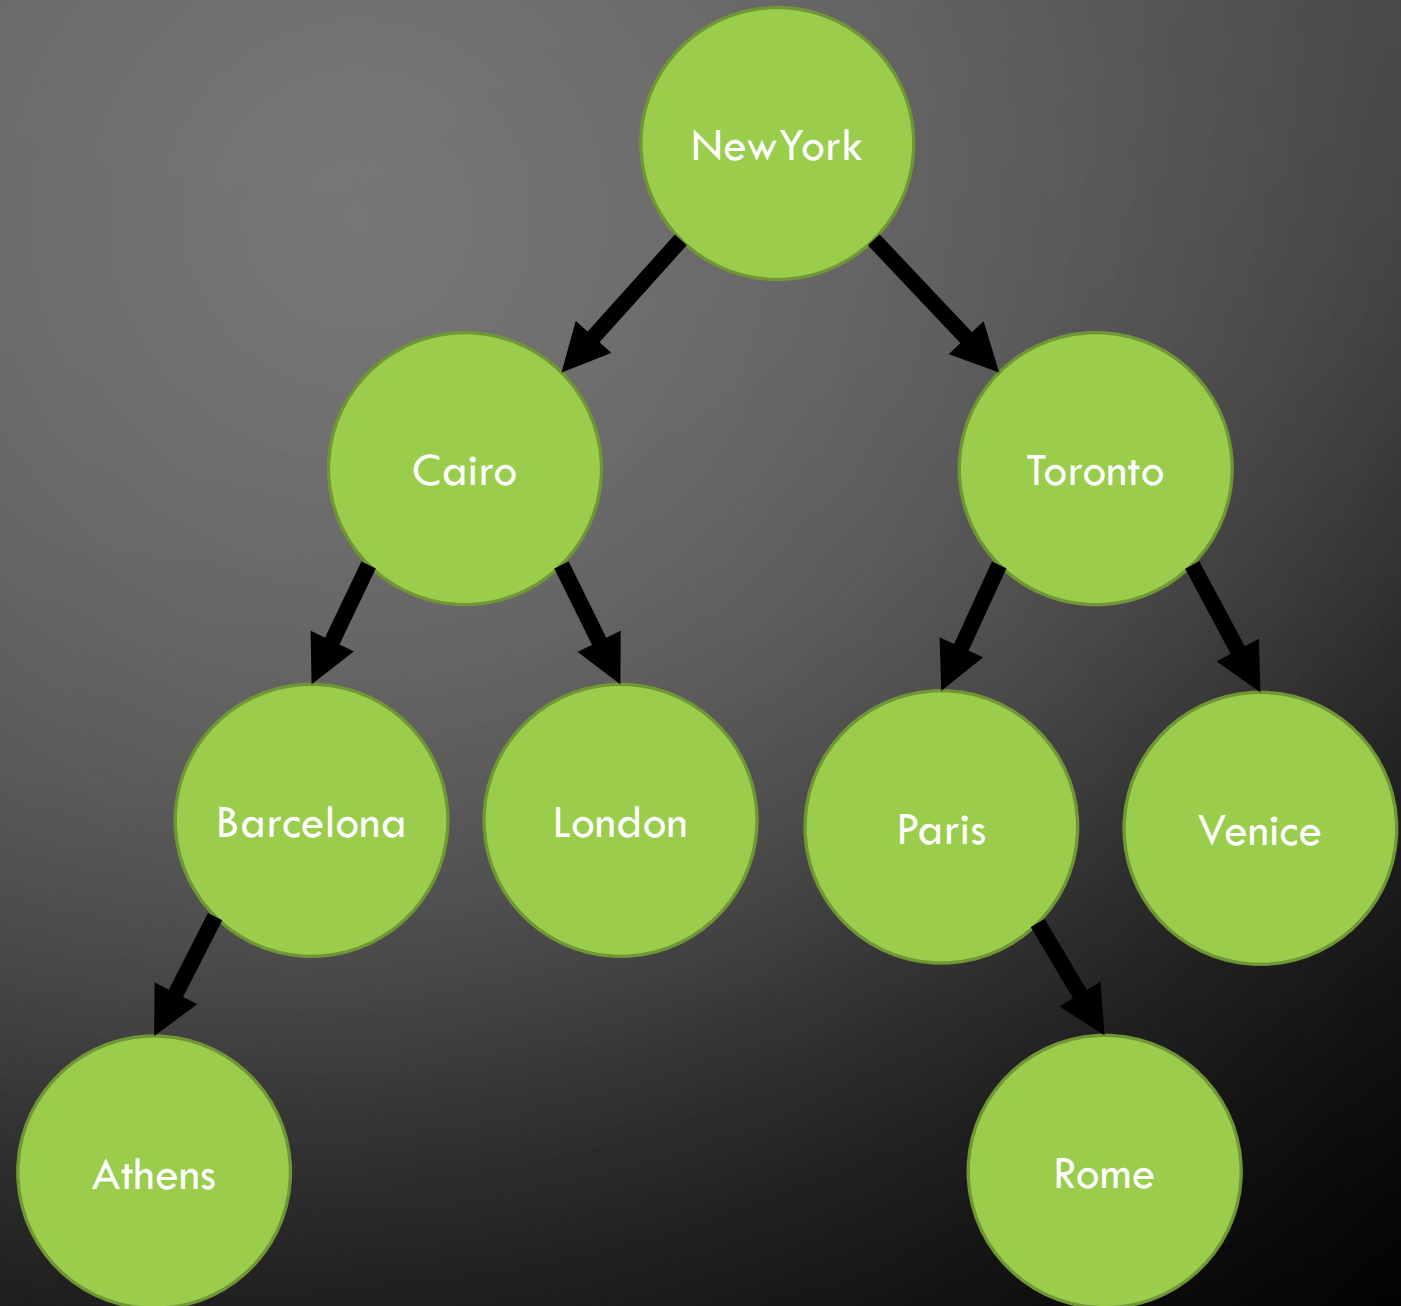 NewYork
Cairo
Toronto
Barcelona
London
Paris
Venice
Athens
Rome